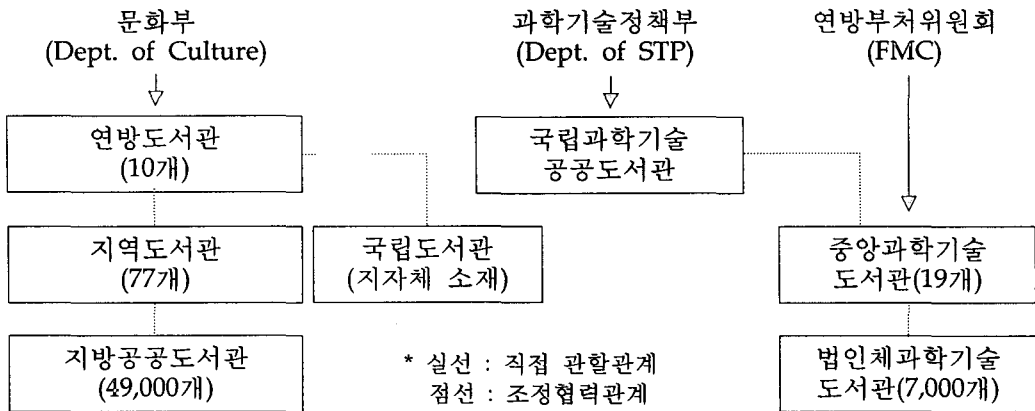 문화부
(Dept. of Culture)
과학기술정책부
(Dept. of STP)
연방부처위원회
(FMC)
연방도서관
(10개)
국립과학기술
공공도서관
지역도서관
(77개)
국립도서관
(지자체 소재)
중앙과학기술
도서관(19개)
지방공공도서관
(49,000개)
* 실선 : 직접 관할관계
점선 : 조정협력관계
법인체과학기술
도서관(7,000개)